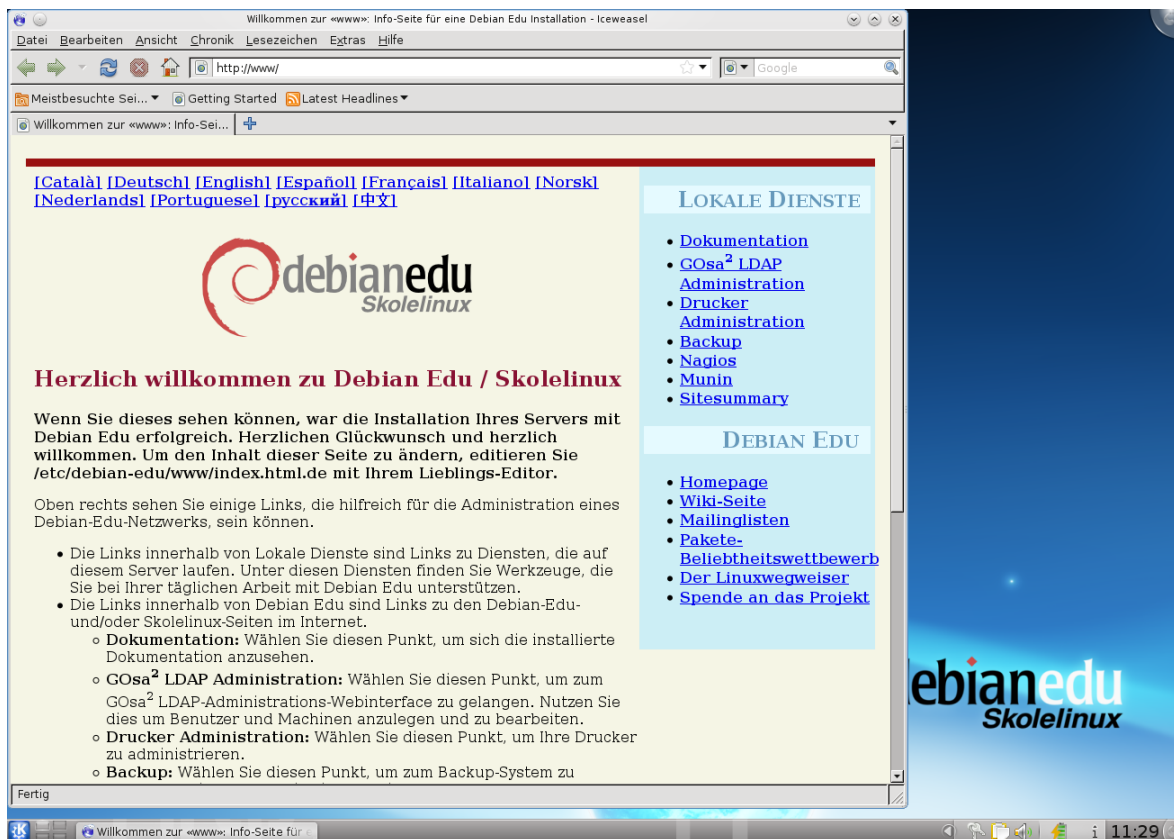 Willkommen zur «www»: Info-Seite für eine Debian Edu Installation - Iceweasel
Datei Bearbeiten Ansicht Chronik Lesezeichen Extras Hilfe
http://www/
Google
Meistbesuchte Sei... Getting Started Latest Headlines
Willkommen zur «www»: Info-Sei...
[Català] [Deutsch] [English] [Español] [Français] [Italiano] [Norsk]
[Nederlands] [Portuguese] [русский] [中文]
debianedu
Skolelinux
Herzlich willkommen zu Debian Edu / Skolelinux
Wenn Sie dieses sehen können, war die Installation Ihres Servers mit
Debian Edu erfolgreich. Herzlichen Glückwunsch und herzlich
willkommen. Um den Inhalt dieser Seite zu ändern, editieren Sie
/etc/debian-edu/www/index.html.de mit Ihrem Lieblings-Editor.
Oben rechts sehen Sie einige Links, die hilfreich für die Administration eines
Debian-Edu-Netzwerks, sein können.
• Die Links innerhalb von Lokale Dienste sind Links zu Diensten, die auf
diesem Server laufen. Unter diesen Diensten finden Sie Werkzeuge, die
Sie bei Ihrer täglichen Arbeit mit Debian Edu unterstützen.
• Die Links innerhalb von Debian Edu sind Links zu den Debian-Edu-
und/oder Skolelinux-Seiten im Internet.
◦ Dokumentation: Wählen Sie diesen Punkt, um sich die installierte
Dokumentation anzusehen.
◦ GOsa² LDAP Administration: Wählen Sie diesen Punkt, um zum
GOsa² LDAP-Administrations-Webinterface zu gelangen. Nutzen Sie
dies um Benutzer und Machinen anzulegen und zu bearbeiten.
◦ Drucker Administration: Wählen Sie diesen Punkt, um Ihre Drucker
zu administrieren.
◦ Backup: Wählen Sie diesen Punkt, um zum Backup-System zu
LOKALE DIENSTE
• Dokumentation
• GOsa² LDAP
Administration
• Drucker
Administration
• Backup
• Nagios
• Munin
• Sitesummary
DEBIAN EDU
• Homepage
• Wiki-Seite
• Mailinglisten
• Pakete-
Beliebtheitswettbewerb
• Der Linuxwegweiser
• Spende an das Projekt
Fertig
ebianedu
Skolelinux
Willkommen zur «www»: Info-Seite für e
11:29